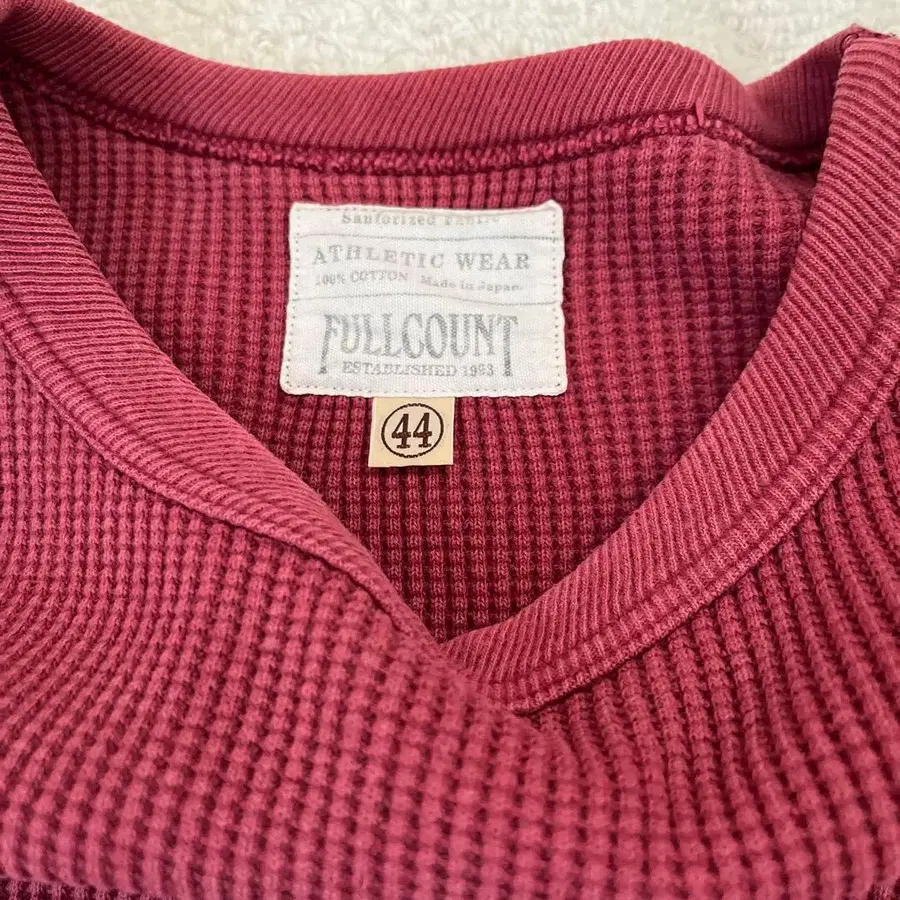 Sanforized Fabric
ATHLETIC WEAR
100% COTTON Made in Japan.
FULLCOUNT
ESTABLISHED 1993
44